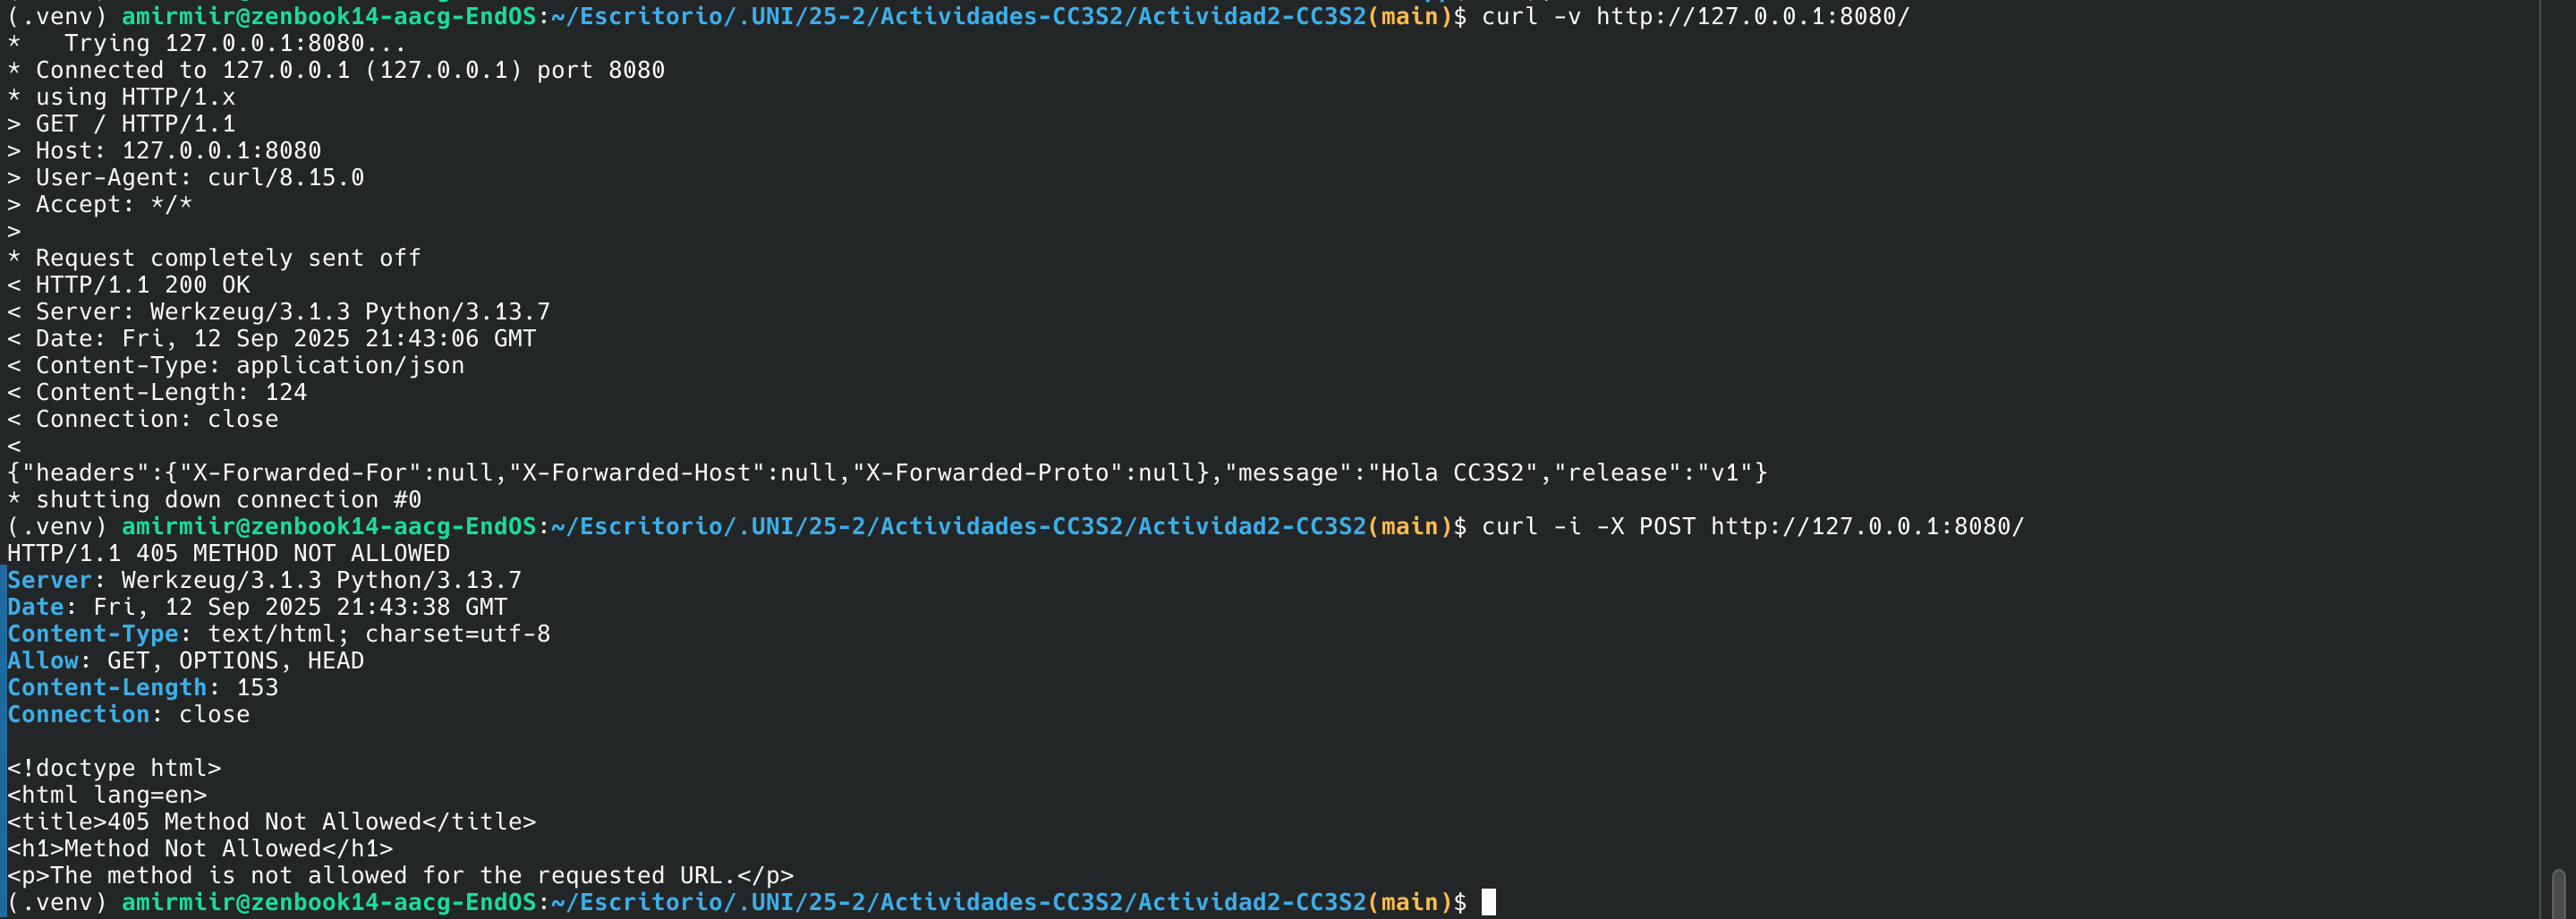 (.venv) amirmiir@zenbook14-aacg-EndOS:~/Escritorio/.UNI/25-2/Actividades-CC3S2/Actividad2-CC3S2(main)$ curl -v http://127.0.0.1:8080/
*   Trying 127.0.0.1:8080...
* Connected to 127.0.0.1 (127.0.0.1) port 8080
* using HTTP/1.x
> GET / HTTP/1.1
> Host: 127.0.0.1:8080
> User-Agent: curl/8.15.0
> Accept: */*
>
* Request completely sent off
< HTTP/1.1 200 OK
< Server: Werkzeug/3.1.3 Python/3.13.7
< Date: Fri, 12 Sep 2025 21:43:06 GMT
< Content-Type: application/json
< Content-Length: 124
< Connection: close
<
{"headers":{"X-Forwarded-For":null,"X-Forwarded-Host":null,"X-Forwarded-Proto":null},"message":"Hola CC3S2","release":"v1"}
* shutting down connection #0
(.venv) amirmiir@zenbook14-aacg-EndOS:~/Escritorio/.UNI/25-2/Actividades-CC3S2/Actividad2-CC3S2(main)$ curl -i -X POST http://127.0.0.1:8080/
HTTP/1.1 405 METHOD NOT ALLOWED
Server: Werkzeug/3.1.3 Python/3.13.7
Date: Fri, 12 Sep 2025 21:43:38 GMT
Content-Type: text/html; charset=utf-8
Allow: GET, OPTIONS, HEAD
Content-Length: 153
Connection: close

<!doctype html>
<html lang=en>
<title>405 Method Not Allowed</title>
<h1>Method Not Allowed</h1>
<p>The method is not allowed for the requested URL.</p>
(.venv) amirmiir@zenbook14-aacg-EndOS:~/Escritorio/.UNI/25-2/Actividades-CC3S2/Actividad2-CC3S2(main)$